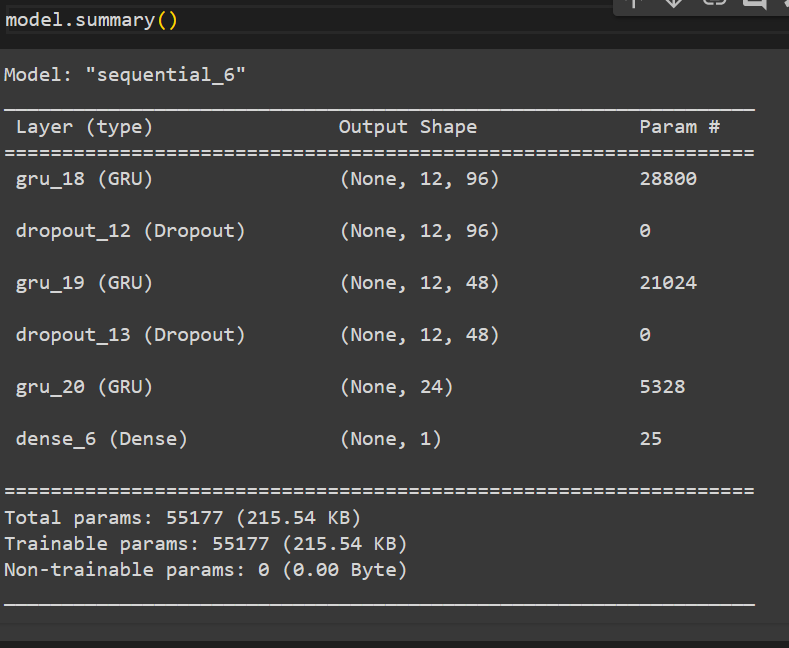 model.summary()
Model: "sequential_6"
Layer (type) Output Shape Param #
=================================================================
gru_18 (GRU) (None, 12, 96) 28800
dropout_12 (Dropout) (None, 12, 96) 0
gru_19 (GRU) (None, 12, 48) 21024
dropout_13 (Dropout) (None, 12, 48) 0
gru_20 (GRU) (None, 24) 5328
dense_6 (Dense) (None, 1) 25
=================================================================
Total params: 55177 (215.54 KB)
Trainable params: 55177 (215.54 KB)
Non-trainable params: 0 (0.00 Byte)